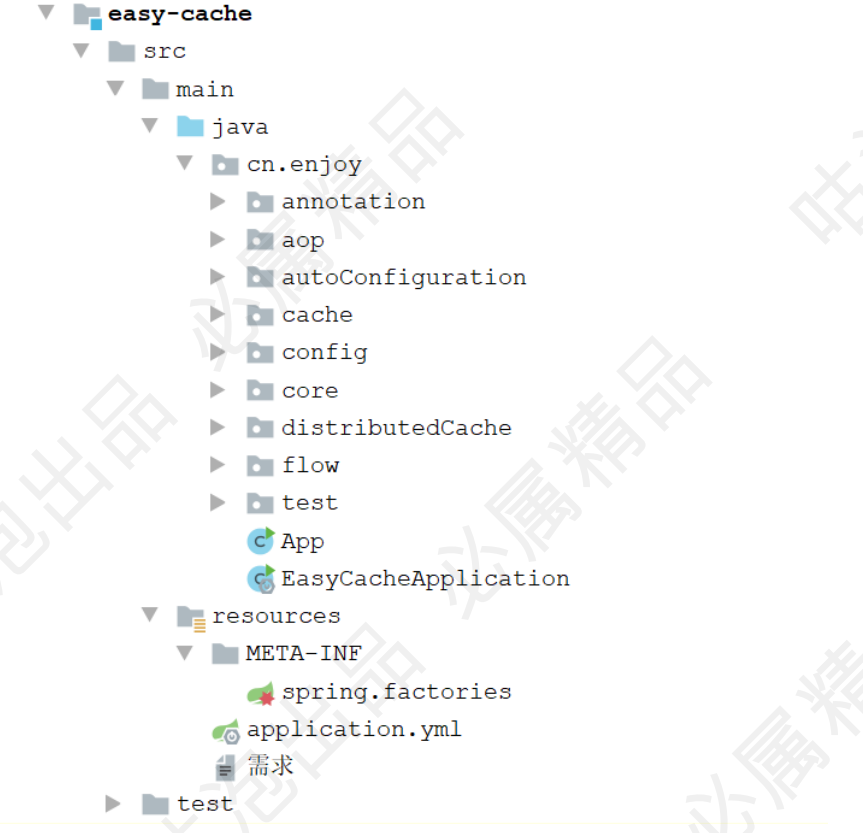 easy-cache
src
main
java
cn.enjoy
annotation
aop
autoConfiguration
cache
config
core
distributedCache
flow
test
App
EasyCacheApplication
resources
META-INF
spring.factories
application.yml
需求
test